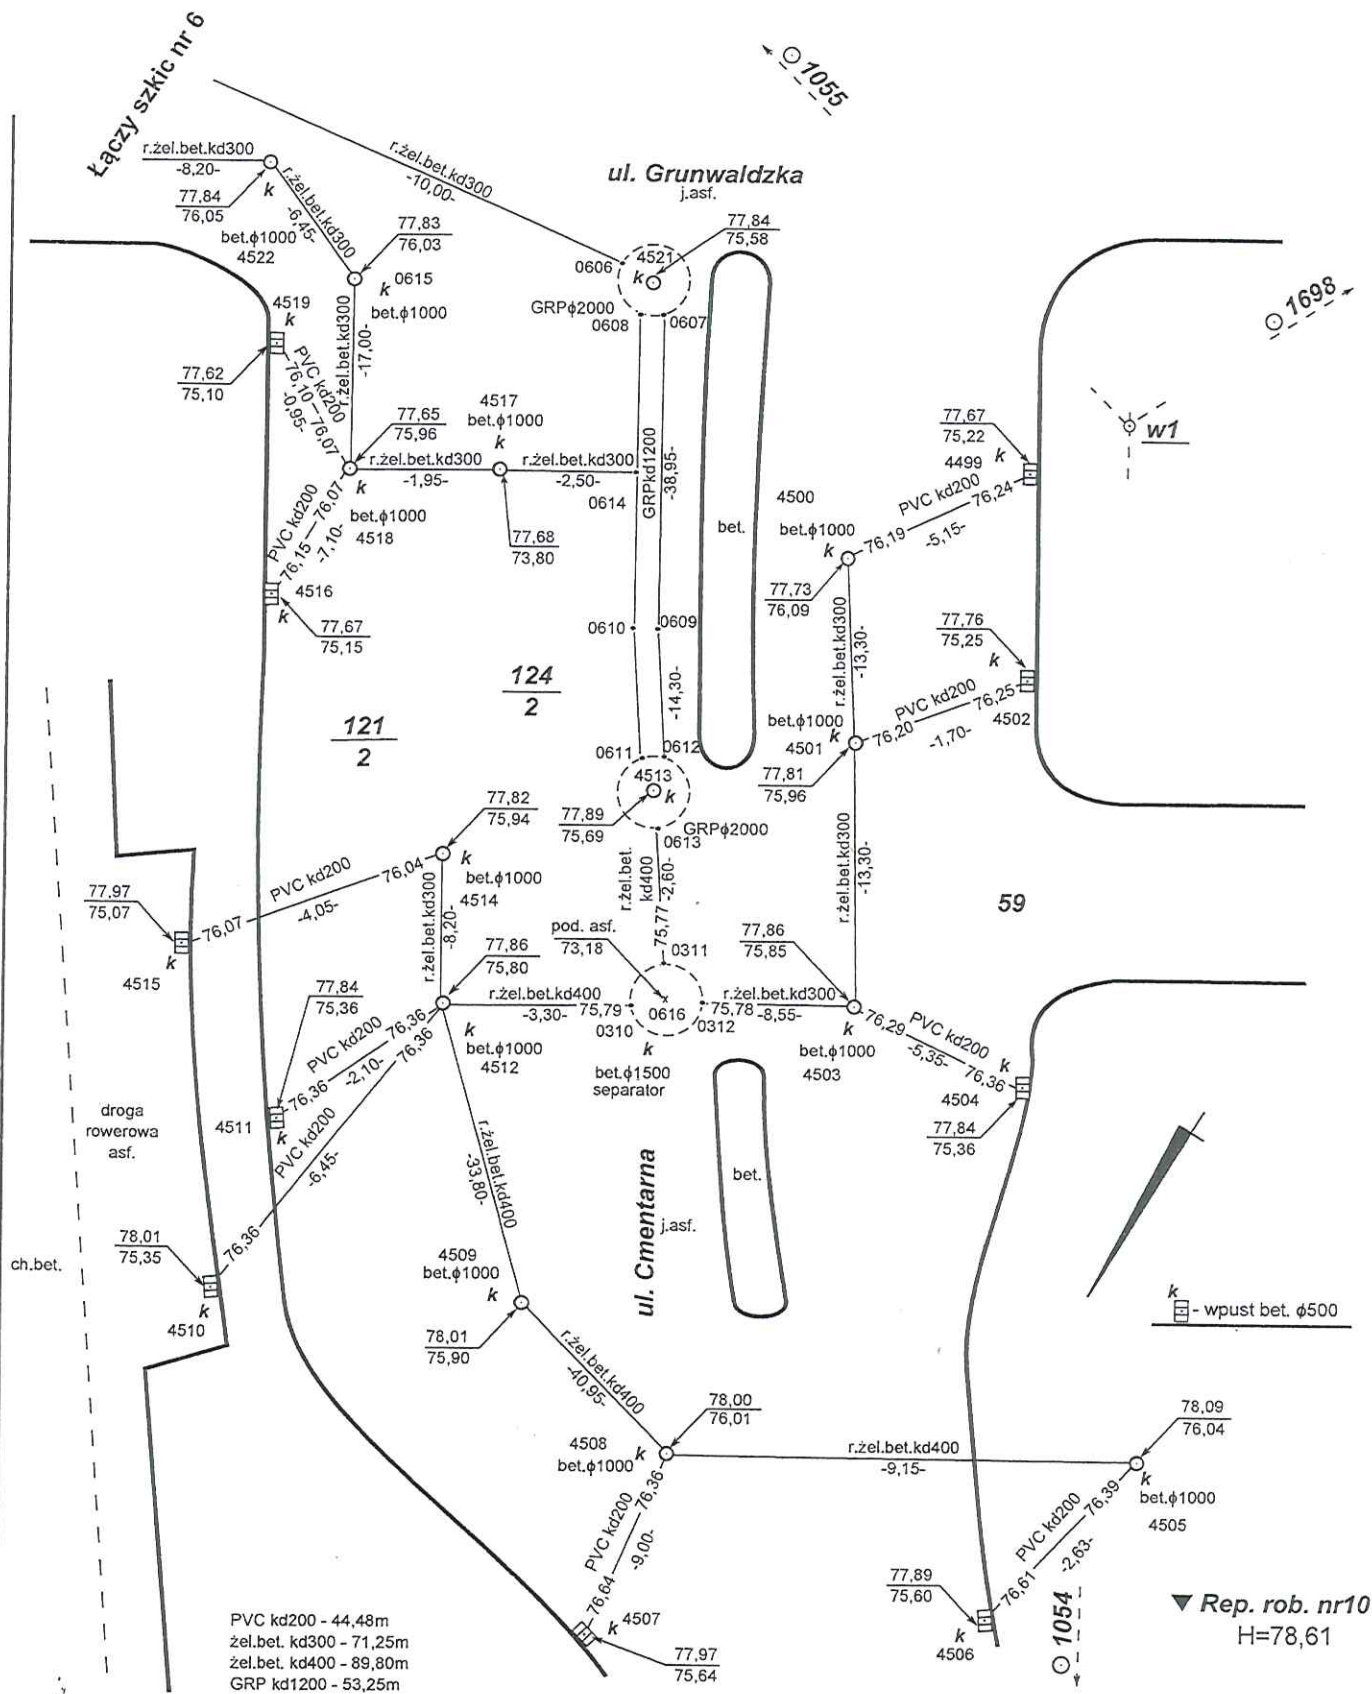 Łączy szkic nr 6
1055
r.żel.bet.kd300
-8,20-
k
77,84
76,05
r.żel.bet.kd300
-6,45-
bet.ϕ1000
4522
r.żel.bet.kd300
-10,00-
ul. Grunwaldzka
j.asf.
77,83
76,03
k
0615
bet.ϕ1000
77,84
75,58
0606
4521
k
GRPϕ2000
0608
0607
1698
4519
k
77,62
75,10
PVC kd200
76,10
76,07
-0,95-
r.żel.bet.kd300
-17,00-
77,65
75,96
4517
bet.ϕ1000
k
r.żel.bet.kd300
-1,95-
r.żel.bet.kd300
-2,50-
0614
k
bet.ϕ1000
4518
77,68
73,80
GRPkd1200
-38,95-
PVC kd200
76,15
76,07
-7,10-
4516
k
77,67
75,15
bet.
w1
77,67
75,22
4499
k
4500
bet.ϕ1000
k
PVC kd200
76,19
76,24
-5,15-
77,73
76,09
r.żel.bet.kd300
-13,30-
77,76
75,25
k
0610
0609
-14,30-
124
2
121
2
bet.ϕ1000
4501
k
PVC kd200
76,20
76,25
-1,70-
4502
77,81
75,96
0611
0612
4513
k
77,89
75,69
GRPϕ2000
0613
r.żel.bet.
kd400
-2,60-
75,77
77,82
75,94
k
bet.ϕ1000
4514
PVC kd200
76,07
76,04
-4,05-
77,97
75,07
k
4515
r.żel.bet.kd300
-8,20-
r.żel.bet.kd300
-13,30-
59
pod. asf.
73,18
0311
77,86
75,85
77,86
75,80
r.żel.bet.kd400
-3,30-
75,79
0310
0616
k
bet.ϕ1500
separator
r.żel.bet.kd300
75,78
-8,55-
0312
k
bet.ϕ1000
4503
k
bet.ϕ1000
4512
77,84
75,36
PVC kd200
76,36
76,36
-2,10-
4511
k
PVC kd200
76,36
76,36
-6,45-
PVC kd200
76,29
76,36
-5,35-
k
4504
77,84
75,36
droga
rowerowa
asf.
ch.bet.
78,01
75,35
k
4510
r.żel.bet.kd400
-33,80-
ul. Cmentarna
j.asf.
bet.
4509
bet.ϕ1000
k
78,01
75,90
r.żel.bet.kd400
-40,95-
k
- wpust bet. ϕ500
78,00
76,01
4508
bet.ϕ1000
k
r.żel.bet.kd400
-9,15-
78,09
76,04
k
bet.ϕ1000
4505
PVC kd200
76,64
76,36
-9,00-
4507
k
77,97
75,64
PVC kd200
76,61
76,39
-2,63-
77,89
75,60
k
4506
1054
Rep. rob. nr10
H=78,61
PVC kd200 - 44,48m
żel.bet. kd300 - 71,25m
żel.bet. kd400 - 89,80m
GRP kd1200 - 53,25m